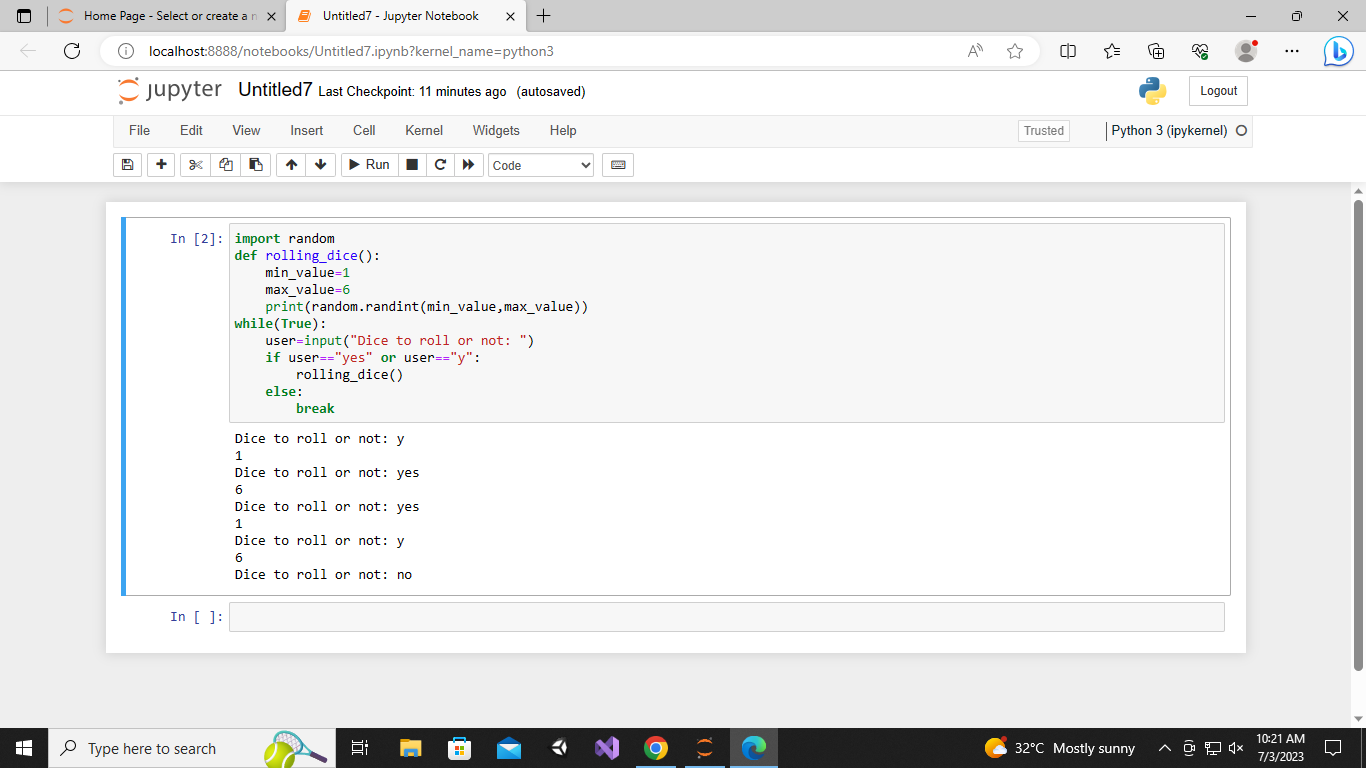 Home Page - Select or create a n
Untitled7 - Jupyter Notebook
localhost:8888/notebooks/Untitled7.ipynb?kernel_name=python3
jupyter Untitled7 Last Checkpoint: 11 minutes ago (autosaved)
Logout
File Edit View Insert Cell Kernel Widgets Help
Trusted
Python 3 (ipykernel)
Run
Code
In [2]:
import random
def rolling_dice():
    min_value=1
    max_value=6
    print(random.randint(min_value,max_value))
while(True):
    user=input("Dice to roll or not: ")
    if user=="yes" or user=="y":
        rolling_dice()
    else:
        break
Dice to roll or not: y
1
Dice to roll or not: yes
6
Dice to roll or not: yes
1
Dice to roll or not: y
6
Dice to roll or not: no
In [ ]:
Type here to search
32°C Mostly sunny
10:21 AM
7/3/2023